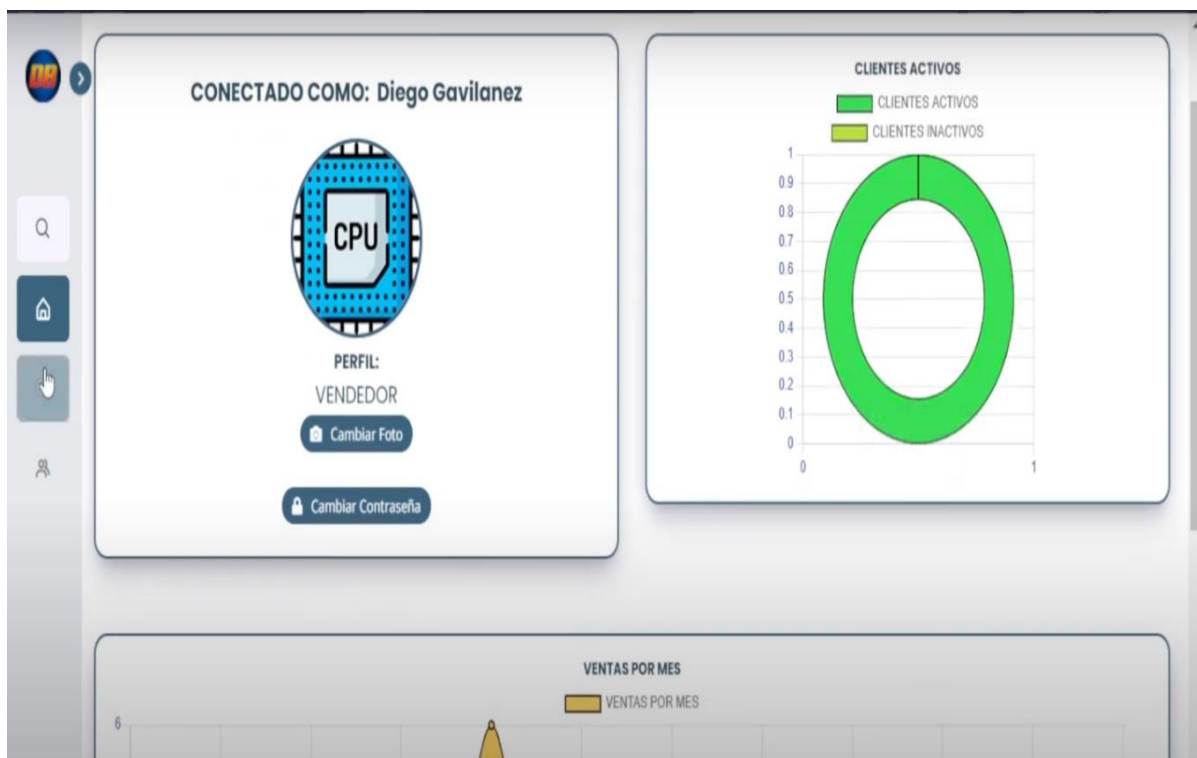 DB
CONECTADO COMO: Diego Gavilanez
CPU
PERFIL:
VENDEDOR
Cambiar Foto
Cambiar Contraseña
CLIENTES ACTIVOS
CLIENTES ACTIVOS
CLIENTES INACTIVOS
1
0.9
0.8
0.7
0.6
0.5
0.4
0.3
0.2
0.1
0
0 1
VENTAS POR MES
VENTAS POR MES
6